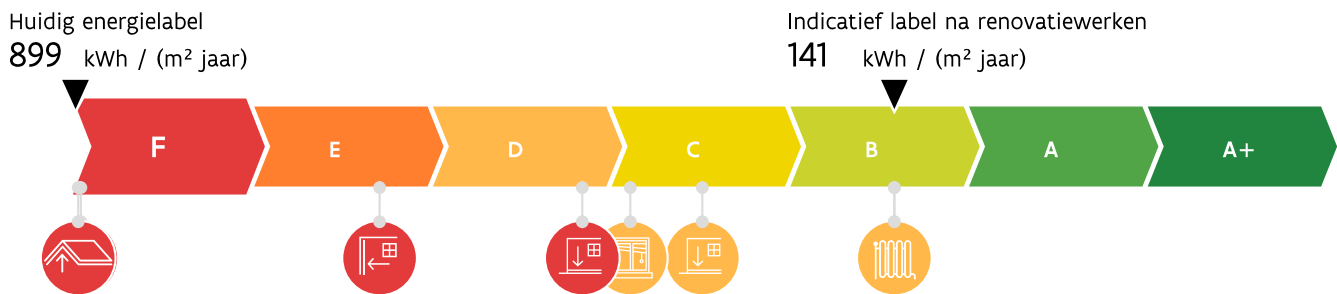 Huidig energielabel
899 kWh / (m² jaar)
Indicatief label na renovatiewerken
141 kWh / (m² jaar)
F E D C B A A+